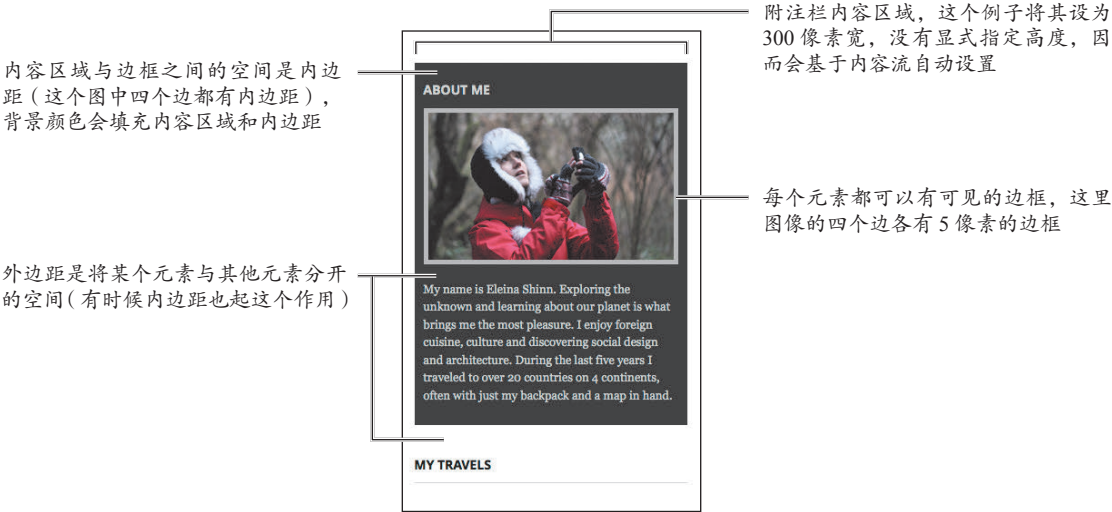 附注栏内容区域，这个例子将其设为
300 像素宽，没有显式指定高度，因
而会基于内容流自动设置
内容区域与边框之间的空间是内边
距（这个图中四个边都有内边距），
背景颜色会填充内容区域和内边距
ABOUT ME
每个元素都可以有可见的边框，这里
图像的四个边各有 5 像素的边框
外边距是将某个元素与其他元素分开
的空间（有时候内边距也起这个作用）
My name is Eleina Shinn. Exploring the
unknown and learning about our planet is what
brings me the most pleasure. I enjoy foreign
cuisine, culture and discovering social design
and architecture. During the last five years I
traveled to over 20 countries on 4 continents,
often with just my backpack and a map in hand.
MY TRAVELS